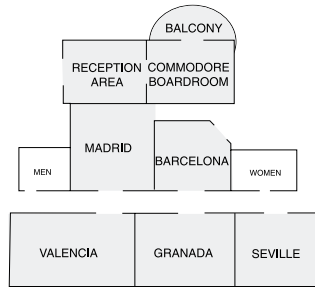 BALCONY
RECEPTION
AREA
COMMODORE
BOARDROOM
MADRID
BARCELONA
MEN
WOMEN
VALENCIA
GRANADA
SEVILLE